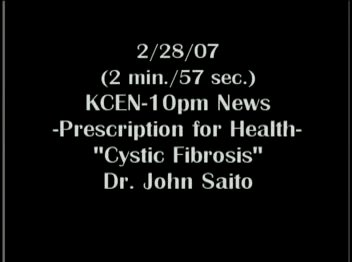 2/28/07
(2 min./57 sec.)
KCEN-10pm News
-Prescription for Health-
"Cystic Fibrosis"
Dr. John Saito